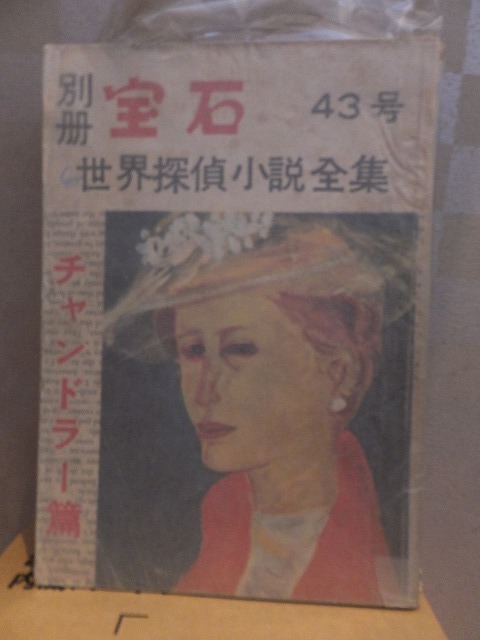 別冊 宝石 43号
世界探偵小説全集
チャンドラー篇